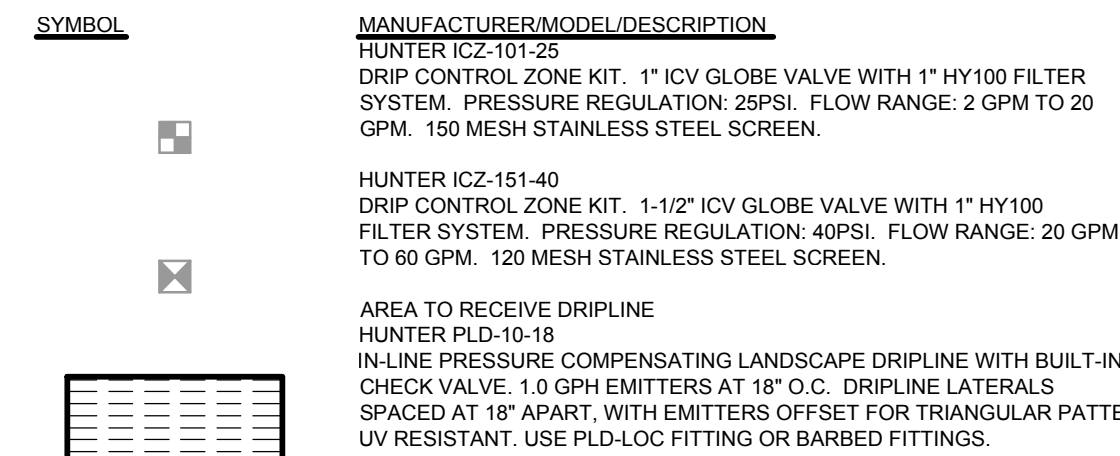 SYMBOL MANUFACTURER/MODEL/DESCRIPTION
HUNTER ICZ-101-25
DRIP CONTROL ZONE KIT. 1" ICV GLOBE VALVE WITH 1" HY100 FILTER
SYSTEM. PRESSURE REGULATION: 25PSI. FLOW RANGE: 2 GPM TO 20
GPM. 150 MESH STAINLESS STEEL SCREEN.
HUNTER ICZ-151-40
DRIP CONTROL ZONE KIT. 1-1/2" ICV GLOBE VALVE WITH 1" HY100
FILTER SYSTEM. PRESSURE REGULATION: 40PSI. FLOW RANGE: 20 GPM
TO 60 GPM. 120 MESH STAINLESS STEEL SCREEN.
AREA TO RECEIVE DRIPLINE
HUNTER PLD-10-18
IN-LINE PRESSURE COMPENSATING LANDSCAPE DRIPLINE WITH BUILT-IN
CHECK VALVE. 1.0 GPH EMITTERS AT 18" O.C. DRIPLINE LATERALS
SPACED AT 18" APART, WITH EMITTERS OFFSET FOR TRIANGULAR PATTE
UV RESISTANT. USE PLD-LOC FITTING OR BARBED FITTINGS.